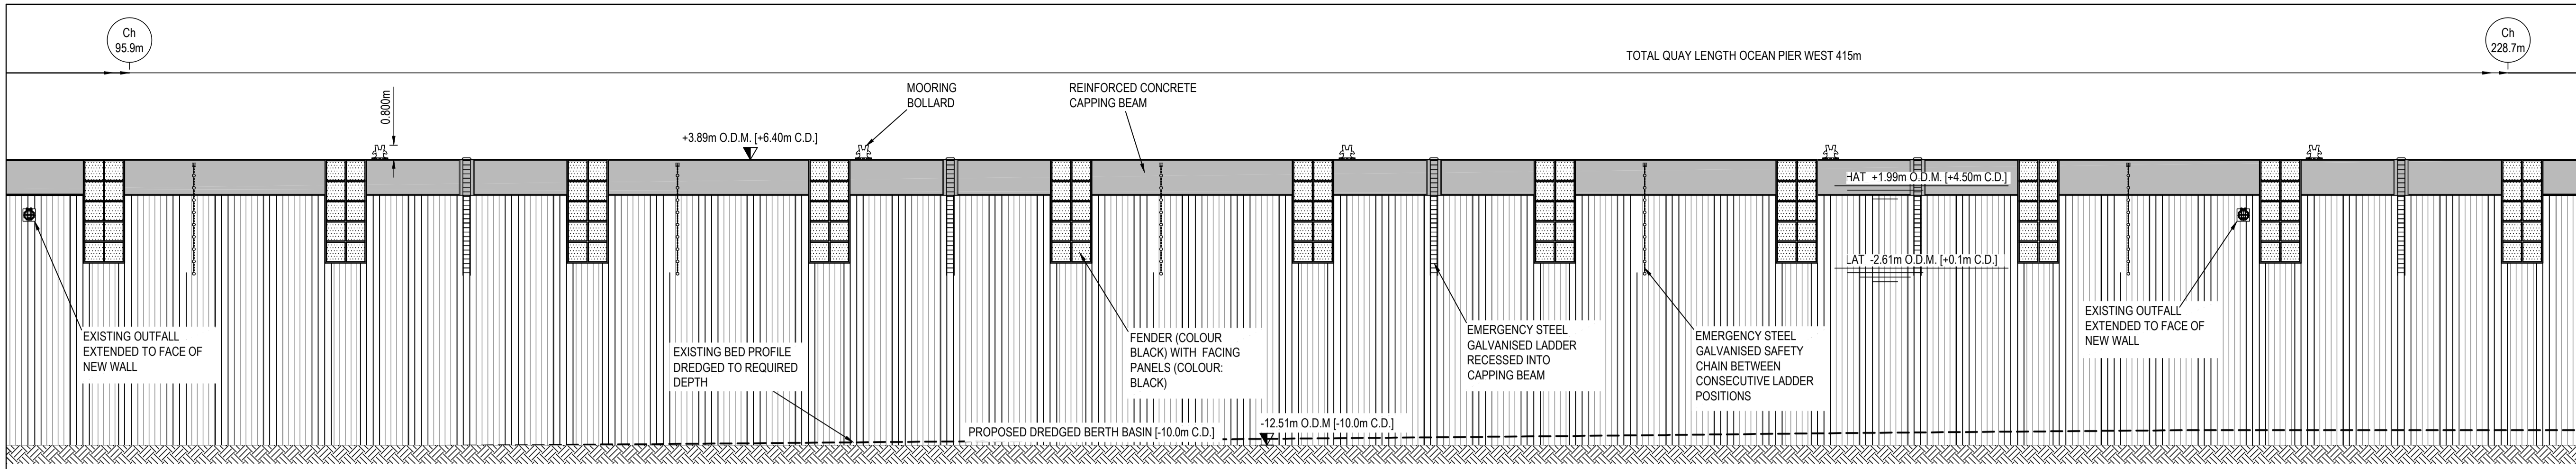 Ch
95.9m
TOTAL QUAY LENGTH OCEAN PIER WEST 415m
Ch
228.7m
0.800m
MOORING
BOLLARD
REINFORCED CONCRETE
CAPPING BEAM
+3.89m O.D.M. [+6.40m C.D.]
HAT +1.99m O.D.M. [+4.50m C.D.]
LAT -2.61m O.D.M. [+0.1m C.D.]
EXISTING OUTFALL
EXTENDED TO FACE OF
NEW WALL
EXISTING BED PROFILE
DREDGED TO REQUIRED
DEPTH
FENDER (COLOUR
BLACK) WITH FACING
PANELS (COLOUR:
BLACK)
EMERGENCY STEEL
GALVANISED LADDER
RECESSED INTO
CAPPING BEAM
EMERGENCY STEEL
GALVANISED SAFETY
CHAIN BETWEEN
CONSECUTIVE LADDER
POSITIONS
EXISTING OUTFALL
EXTENDED TO FACE OF
NEW WALL
PROPOSED DREDGED BERTH BASIN [-10.0m C.D.]
-12.51m O.D.M [-10.0m C.D.]